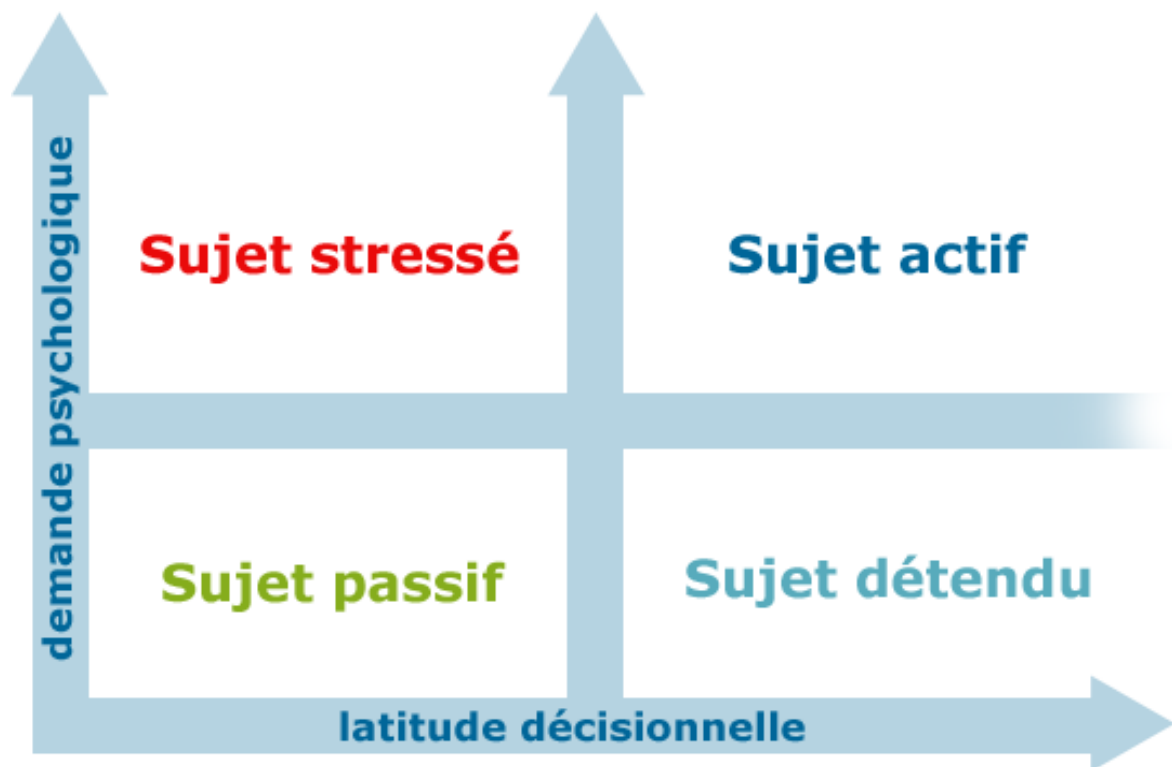 demande psychologique
Sujet stressé
Sujet actif
Sujet passif
Sujet détendu
latitude décisionnelle